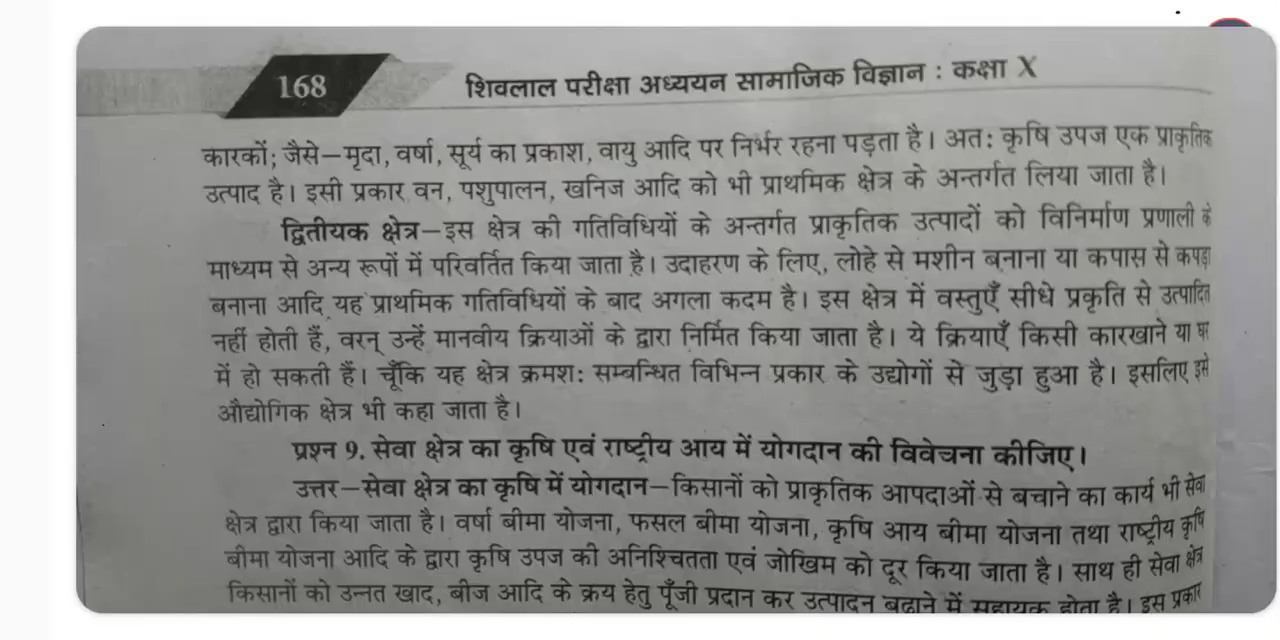 168
शिवलाल परीक्षा अध्ययन सामाजिक विज्ञान : कक्षा X
कारकों; जैसे–मृदा, वर्षा, सूर्य का प्रकाश, वायु आदि पर निर्भर रहना पड़ता है। अतः कृषि उपज एक प्राकृतिक
उत्पाद है। इसी प्रकार वन, पशुपालन, खनिज आदि को भी प्राथमिक क्षेत्र के अन्तर्गत लिया जाता है।
द्वितीयक क्षेत्र–इस क्षेत्र की गतिविधियों के अन्तर्गत प्राकृतिक उत्पादों को विनिर्माण प्रणाली के
माध्यम से अन्य रूपों में परिवर्तित किया जाता है। उदाहरण के लिए, लोहे से मशीन बनाना या कपास से कपड़ा
बनाना आदि यह प्राथमिक गतिविधियों के बाद अगला कदम है। इस क्षेत्र में वस्तुएँ सीधे प्रकृति से उत्पादित
नहीं होती हैं, वरन् उन्हें मानवीय क्रियाओं के द्वारा निर्मित किया जाता है। ये क्रियाएँ किसी कारखाने या घर
में हो सकती हैं। चूँकि यह क्षेत्र क्रमशः सम्बन्धित विभिन्न प्रकार के उद्योगों से जुड़ा हुआ है। इसलिए इसे
औद्योगिक क्षेत्र भी कहा जाता है।
प्रश्न 9. सेवा क्षेत्र का कृषि एवं राष्ट्रीय आय में योगदान की विवेचना कीजिए।
उत्तर–सेवा क्षेत्र का कृषि में योगदान–किसानों को प्राकृतिक आपदाओं से बचाने का कार्य भी सेवा
क्षेत्र द्वारा किया जाता है। वर्षा बीमा योजना, फसल बीमा योजना, कृषि आय बीमा योजना तथा राष्ट्रीय कृषि
बीमा योजना आदि के द्वारा कृषि उपज की अनिश्चितता एवं जोखिम को दूर किया जाता है। साथ ही सेवा क्षेत्र
किसानों को उन्नत खाद, बीज आदि के क्रय हेतु पूँजी प्रदान कर उत्पादन बढ़ाने में सहायक होता है। इस प्रकार